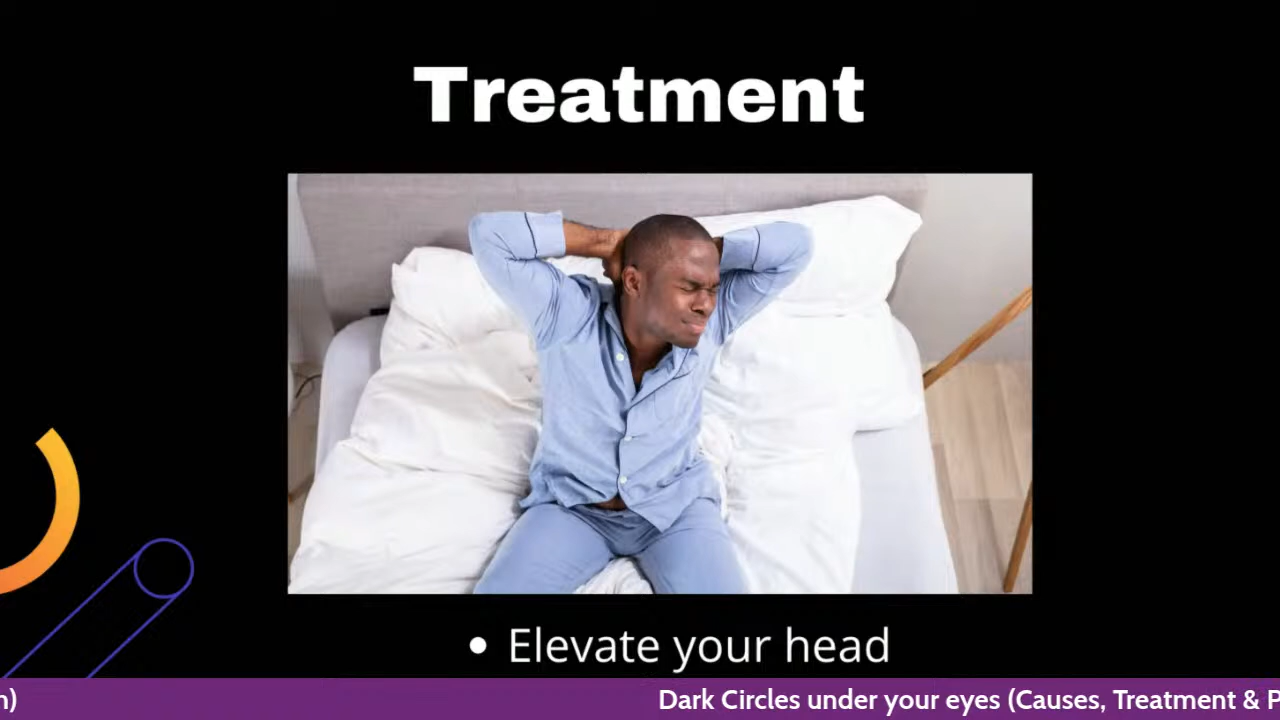 Treatment
• Elevate your head
n) Dark Circles under your eyes (Causes, Treatment & P